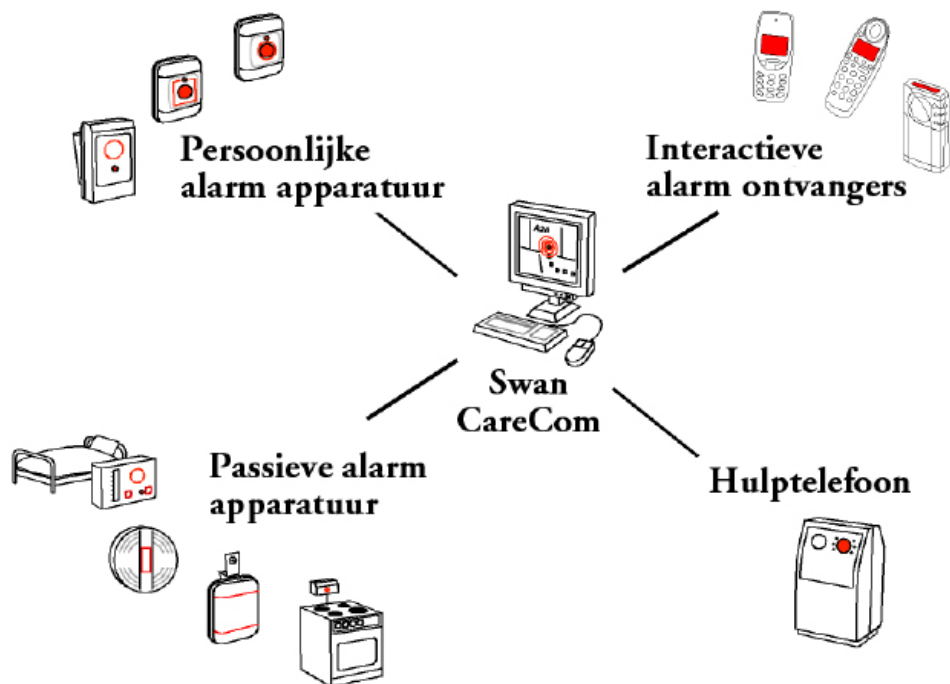 Persoonlijke
alarm apparatuur
Interactieve
alarm ontvangers
Swan
CareCom
Passieve alarm
apparatuur
Hulptelefoon